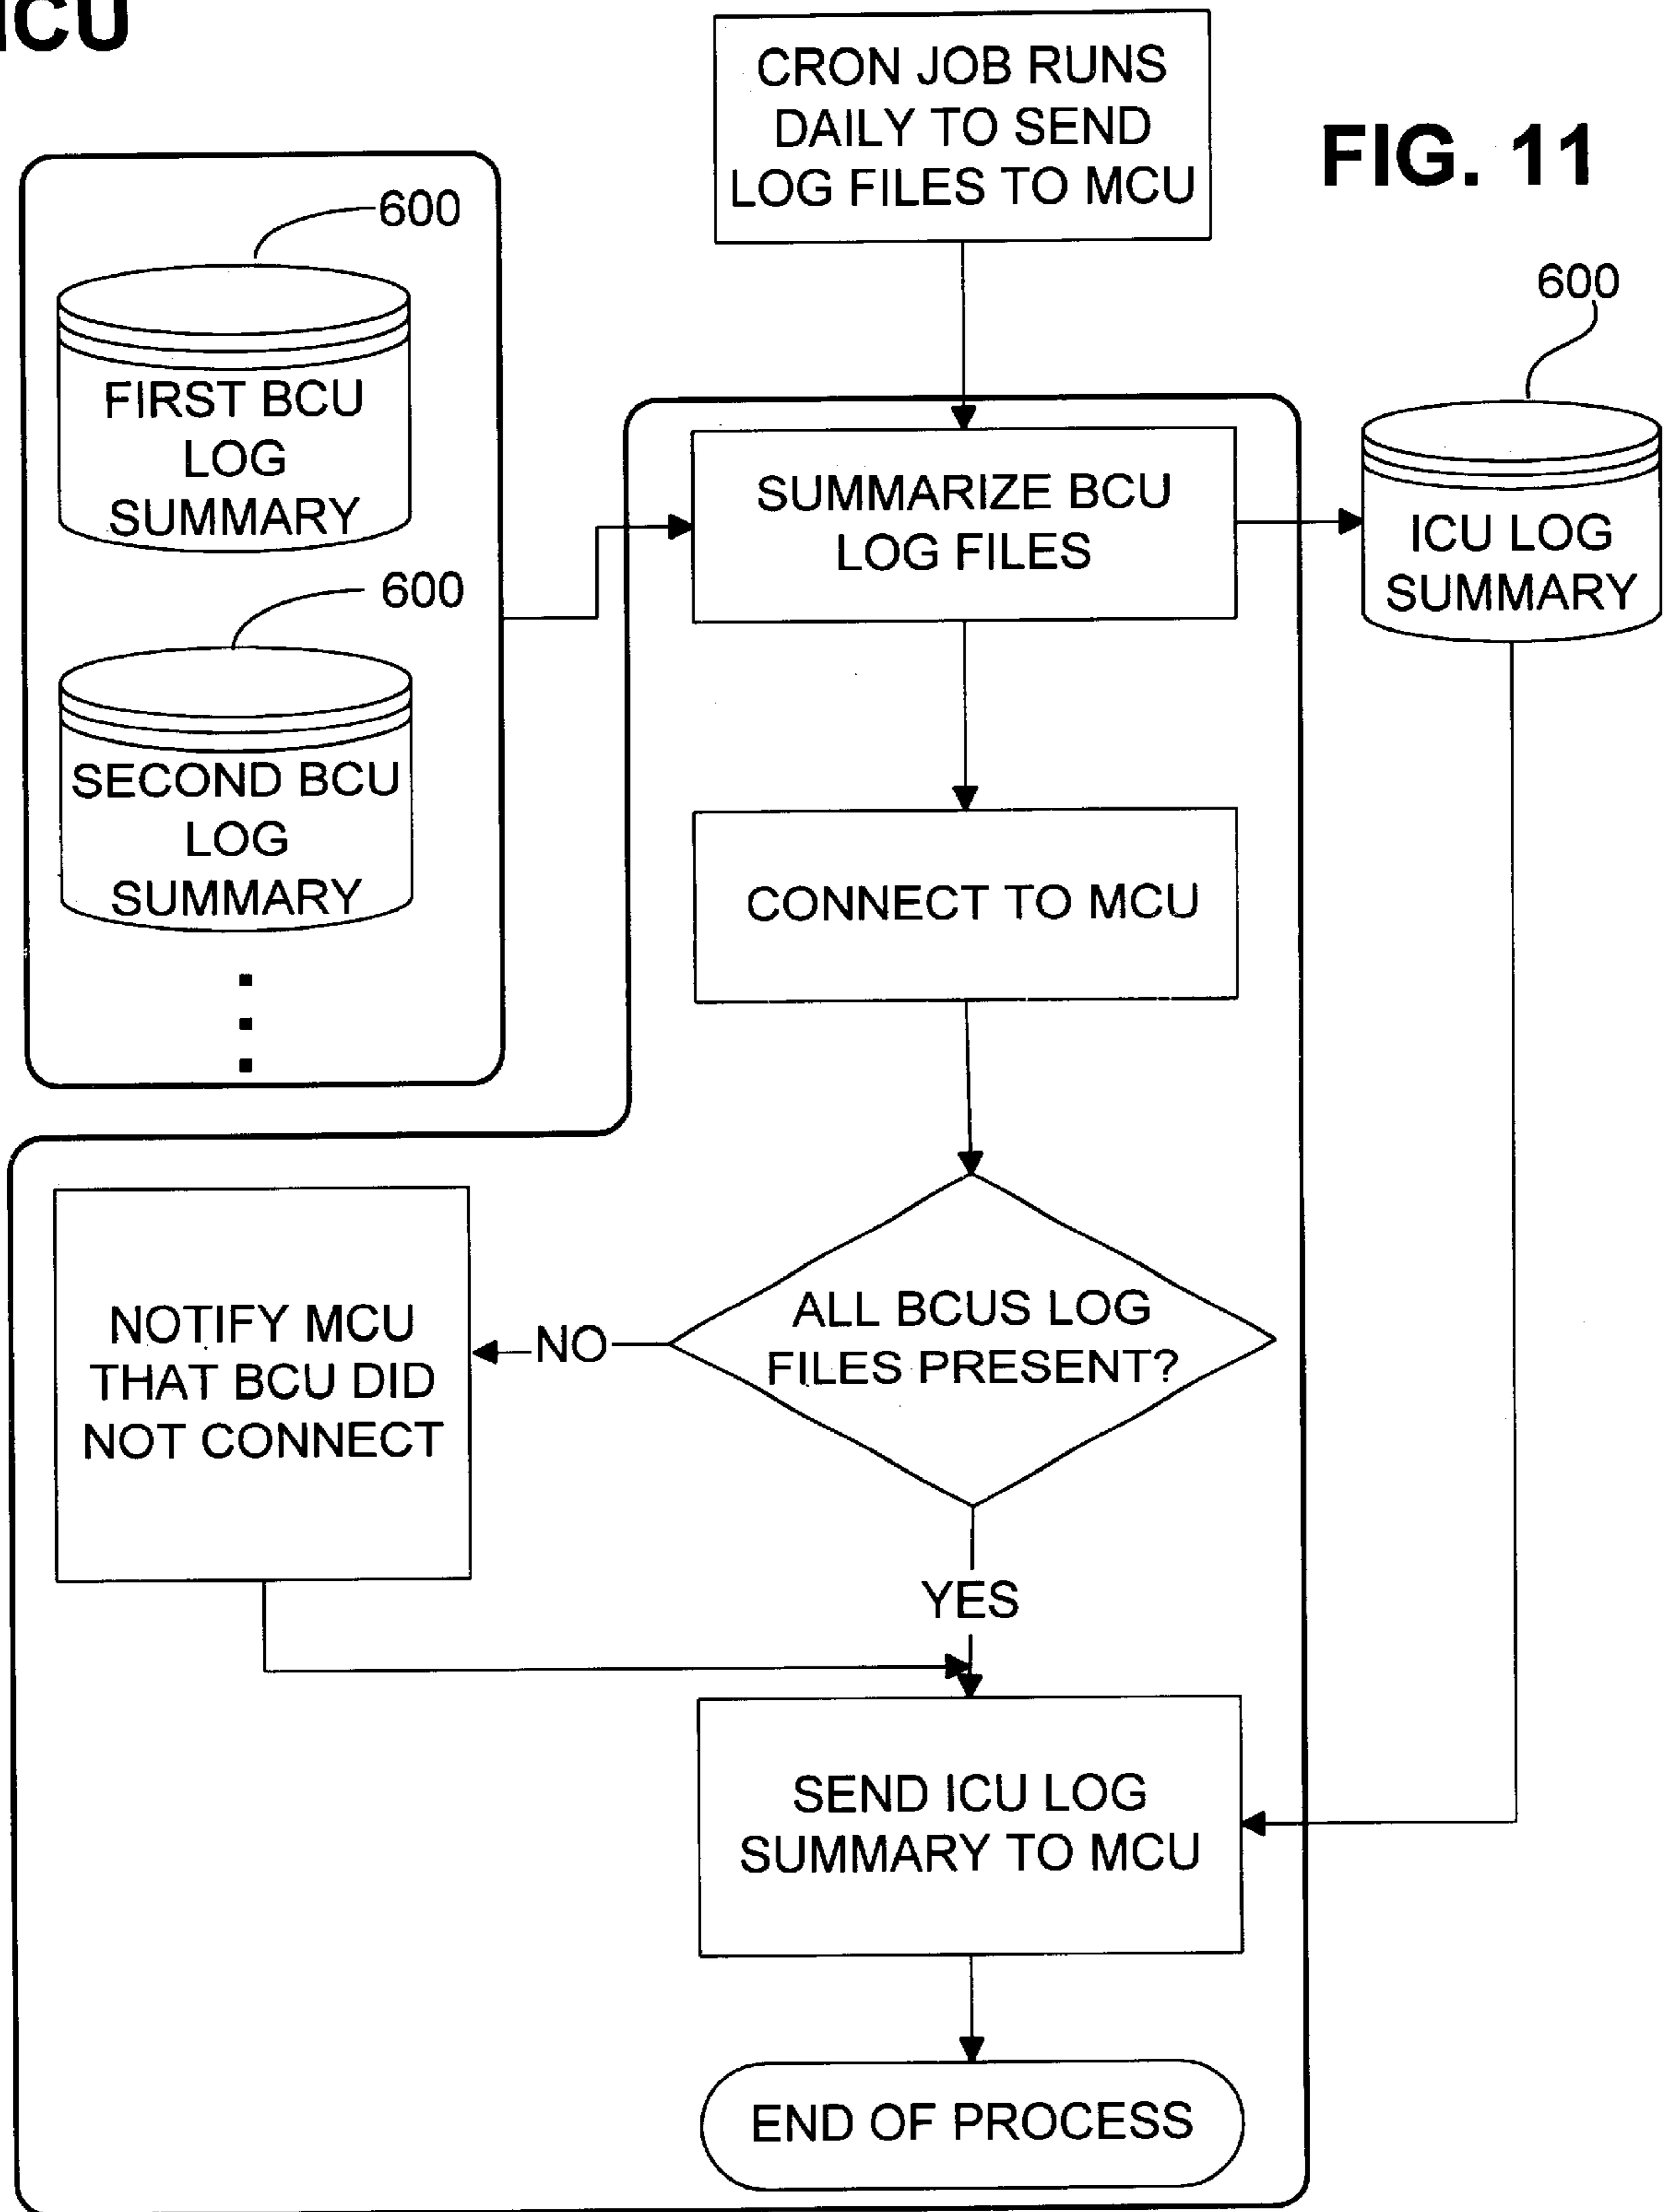 CRON JOB RUNS
DAILY TO SEND
LOG FILES TO MCU
FIG. 11
600
FIRST BCU
LOG
SUMMARY
600
SECOND BCU
LOG
SUMMARY
SUMMARIZE BCU
LOG FILES
600
ICU LOG
SUMMARY
CONNECT TO MCU
ALL BCUS LOG
FILES PRESENT?
NO
NOTIFY MCU
THAT BCU DID
NOT CONNECT
YES
SEND ICU LOG
SUMMARY TO MCU
END OF PROCESS